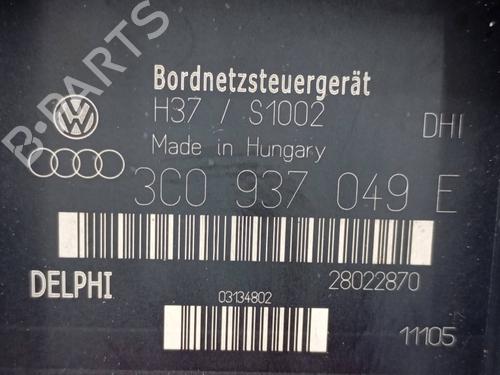 Bordnetzsteuergerät
H37 / S1002
DHI
Made in Hungary
3C0 937 049 E
DELPHI
28022870
03134802
11105
B-PARTS